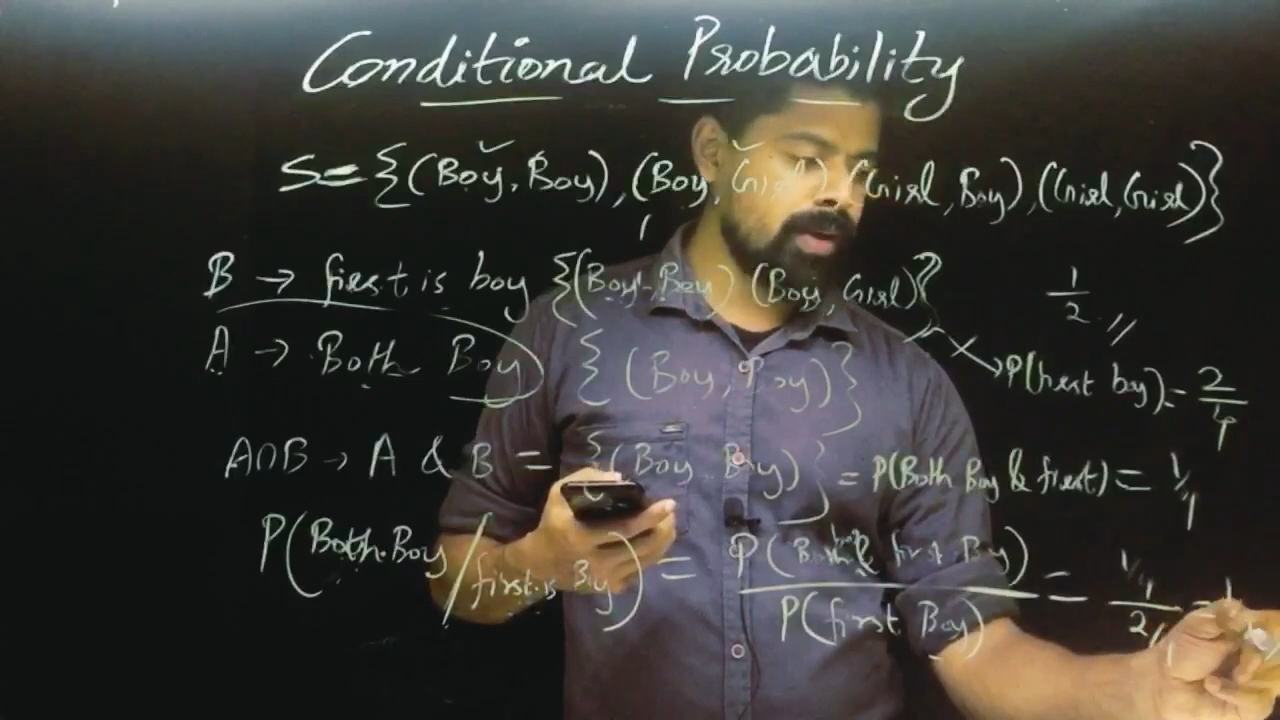 Conditional Probability
S = {(Boy, Boy), (Boy, Girl) (Girl, Boy), (Girl, Girl)}
B → first is boy {(Boy, Boy) (Boy, Girl)}
1/2 //
A → Both Boy {(Boy, Boy)}
→ P(first boy) = 2/4
A∩B → A & B = {(Boy Boy)} = P(Both Boy & first) = 1/4
P(Both Boy / first is Boy) = P(Both boy & first Boy) / P(first Boy) = 1/4 / 2/4 =